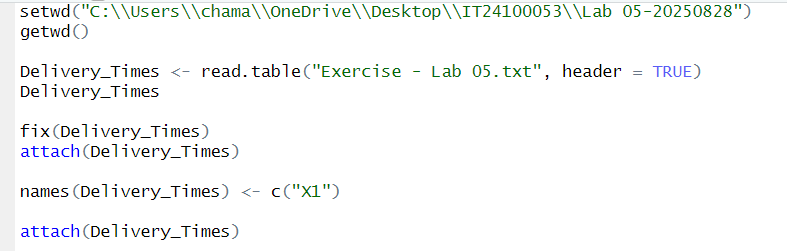 setwd("C:\\Users\\chama\\OneDrive\\Desktop\\IT24100053\\Lab 05-20250828")
getwd()
Delivery_Times <- read.table("Exercise - Lab 05.txt", header = TRUE)
Delivery_Times
fix(Delivery_Times)
attach(Delivery_Times)
names(Delivery_Times) <- c("X1")
attach(Delivery_Times)